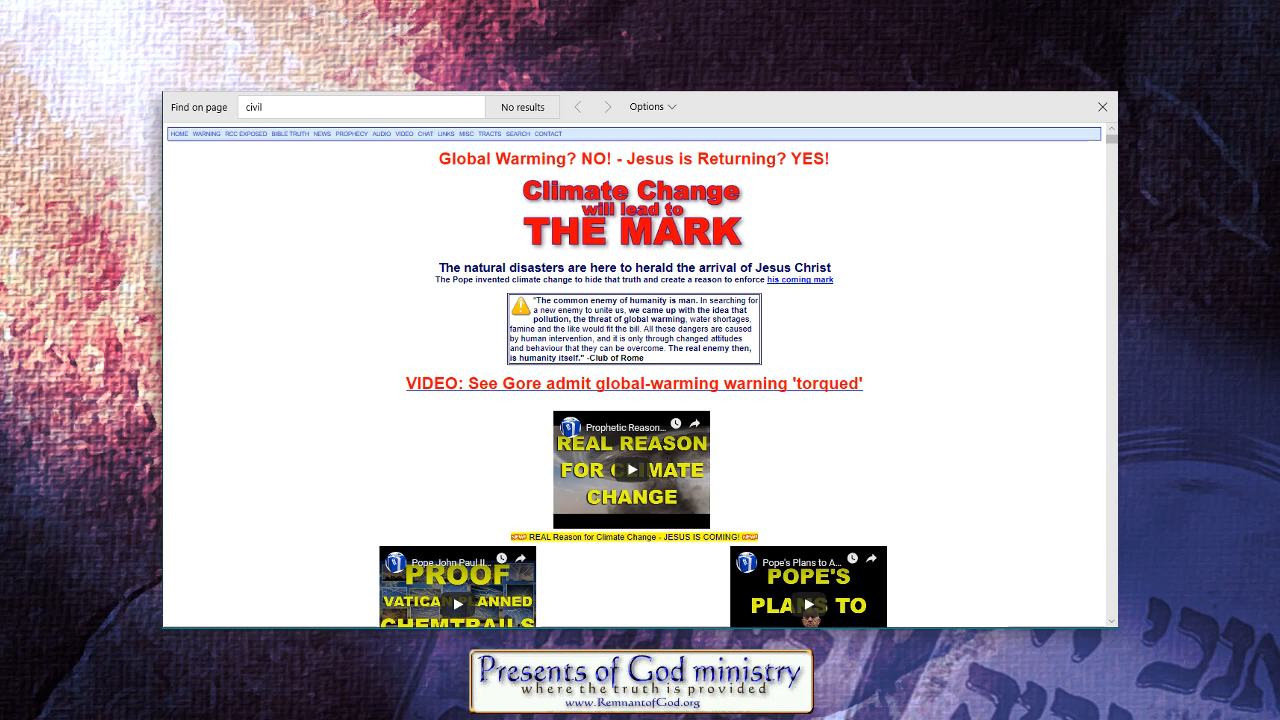 Find on page civil No results Options
HOME WARNING RCC EXPOSED BIBLE TRUTH NEWS PROPHECY AUDIO VIDEO CHAT LINKS MISC TRACTS SEARCH CONTACT
Global Warming? NO! - Jesus is Returning? YES!
Climate Change
will lead to
THE MARK
The natural disasters are here to herald the arrival of Jesus Christ
The Pope invented climate change to hide that truth and create a reason to enforce his coming mark
"The common enemy of humanity is man. In searching for
a new enemy to unite us, we came up with the idea that
pollution, the threat of global warming, water shortages,
famine and the like would fit the bill. All these dangers are caused
by human intervention, and it is only through changed attitudes
and behaviour that they can be overcome. The real enemy then,
is humanity itself." -Club of Rome
VIDEO: See Gore admit global-warming warning 'torqued'
Prophetic Reason...
REAL REASON
FOR CLIMATE
CHANGE
NEW! REAL Reason for Climate Change - JESUS IS COMING! NEW!
Pope John Paul II...
PROOF
VATICAN PLANNED
CHEMTRAILS
Pope's Plans to A...
POPE'S
PLANS TO
Presents of God ministry
where the truth is provided
www.RemnantofGod.org